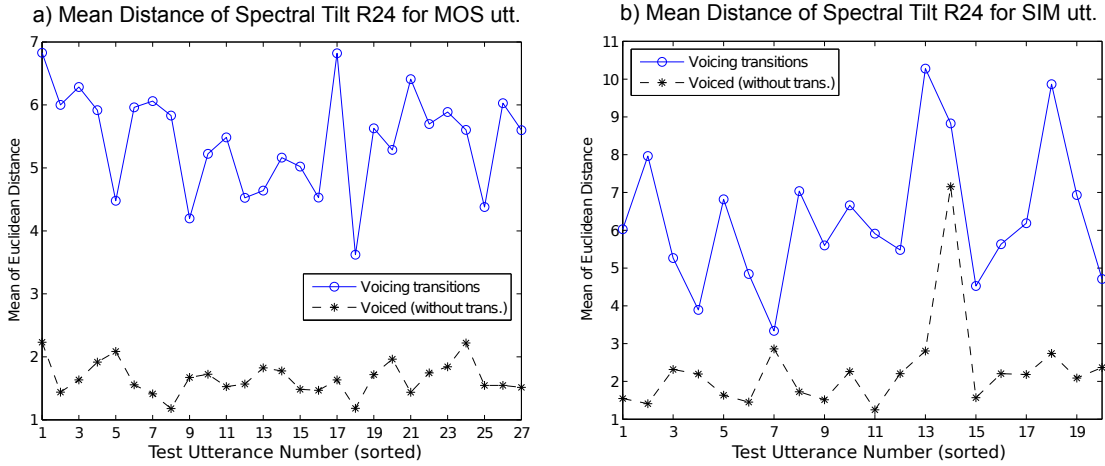 a) Mean Distance of Spectral Tilt R24 for MOS utt.
7
6
5
4
3
2
1
Mean of Euclidean Distance
Voicing transitions
Voiced (without trans.)
1 3 5 7 9 11 13 15 17 19 21 23 25 27
Test Utterance Number (sorted)
b) Mean Distance of Spectral Tilt R24 for SIM utt.
11
10
9
8
7
6
5
4
3
2
1
Mean of Euclidean Distance
Voicing transitions
Voiced (without trans.)
1 3 5 7 9 11 13 15 17 19
Test Utterance Number (sorted)